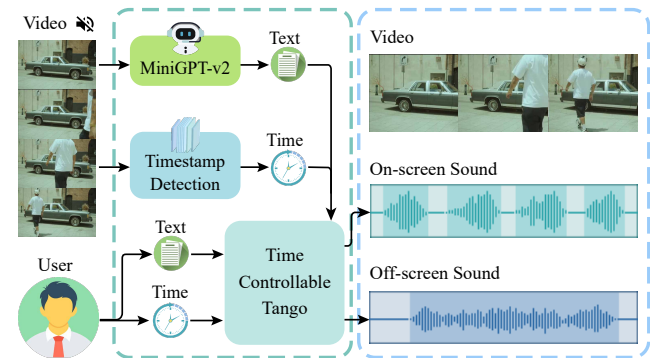 Video
MiniGPT-v2
Text
Timestamp
Detection
Time
User
Text
Time
Time
Controllable
Tango
Video
On-screen Sound
Off-screen Sound